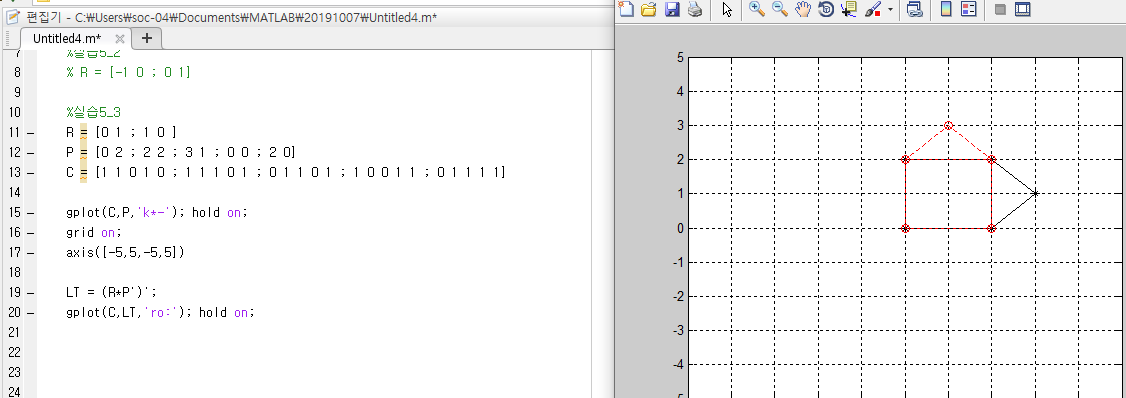 편집기 - C:₩Users₩soc-04₩Documents₩MATLAB₩20191007₩Untitled4.m*
Untitled4.m*
7 %실습5_2
8 % R = [-1 0 ; 0 1]
9
10 %실습5_3
11 – R = [0 1 ; 1 0 ]
12 – P = [0 2 ; 2 2 ; 3 1 ; 0 0 ; 2 0]
13 – C = [1 1 0 1 0 ; 1 1 1 0 1 ; 0 1 1 0 1 ; 1 0 0 1 1 ; 0 1 1 1 1]
14
15 – gplot(C,P,'k*-'); hold on;
16 – grid on;
17 – axis([-5,5,-5,5])
18
19 – LT = (R*P')';
20 – gplot(C,LT,'ro:'); hold on;
21
22
23
24
5
4
3
2
1
0
-1
-2
-3
-4
-5